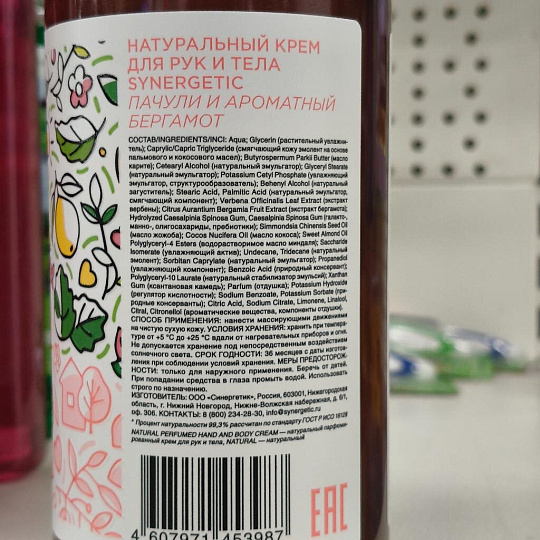 НАТУРАЛЬНЫЙ КРЕМ
ДЛЯ РУК И ТЕЛА
SYNERGETIC
ПАЧУЛИ И АРОМАТНЫЙ
БЕРГАМОТ
СОСТАВ/INGREDIENTS/INCI: Aqua; Glycerin (растительный увлажни-
тель); Caprylic/Capric Triglyceride (смягчающий кожу эмолент на основе
пальмового и кокосового масел); Butyrospermum Parkii Butter (масло
карите); Cetearyl Alcohol (натуральный эмульгатор); Glyceryl Stearate
(натуральный эмульгатор); Potassium Cetyl Phosphate (увлажняющий
эмульгатор, структурообразователь); Behenyl Alcohol (натуральный
загуститель); Stearic Acid, Palmitic Acid (натуральный эмульгатор,
смягчающий компонент); Verbena Officinalis Leaf Extract (экстракт
вербены); Citrus Aurantium Bergamia Fruit Extract (экстракт бергамота);
Hydrolyzed Caesalpinia Spinosa Gum, Caesalpinia Spinosa Gum (галакто-,
манно-, олигосахариды, пребиотики); Simmondsia Chinensis Seed Oil
(масло жожоба); Cocos Nucifera Oil (масло кокоса); Sweet Almond Oil
Polyglyceryl-4 Esters (водорастворимое масло миндаля); Saccharide
Isomerate (увлажняющий актив); Undecane, Tridecane (натуральный
эмолент); Sorbitan Caprylate (натуральный эмульгатор); Propanediol
(увлажняющий компонент); Benzoic Acid (природный консервант);
Polyglyceryl-10 Laurate (натуральный стабилизатор эмульсий); Xanthan
Gum (ксантановая камедь); Parfum (отдушка); Potassium Hydroxide
(регулятор кислотности); Sodium Benzoate, Potassium Sorbate (при-
родные консерванты); Citric Acid, Sodium Citrate, Limonene, Linalool,
Citral, Citronellol (ароматические вещества, компоненты отдушки).
СПОСОБ ПРИМЕНЕНИЯ: нанести массирующими движениями
на чистую сухую кожу. УСЛОВИЯ ХРАНЕНИЯ: хранить при темпера-
туре от +5 °С до +25 °С вдали от нагревательных приборов и огня.
Не допускается хранение под непосредственным воздействием
солнечного света. СРОК ГОДНОСТИ: 36 месяцев с даты изготов-
ления при соблюдении условий хранения. МЕРЫ ПРЕДОСТОРОЖ-
НОСТИ: только для наружного применения. Беречь от детей.
При попадании средства в глаза промыть водой. Использовать
строго по назначению.
ИЗГОТОВИТЕЛЬ: ООО «Синергетик», Россия, 603001, Нижегородская
область, г. Нижний Новгород, Нижне-Волжская набережная, д. 6/1,
оф. 306. КОНТАКТЫ: 8 (800) 234-28-30, info@synergetic.ru
* Процент натуральности 99,3% рассчитан по стандарту ГОСТ Р ИСО 16128
NATURAL PERFUMED HAND AND BODY CREAM — натуральный парфюми-
рованный крем для рук и тела, NATURAL — натуральный
EAC
4 607971 453987